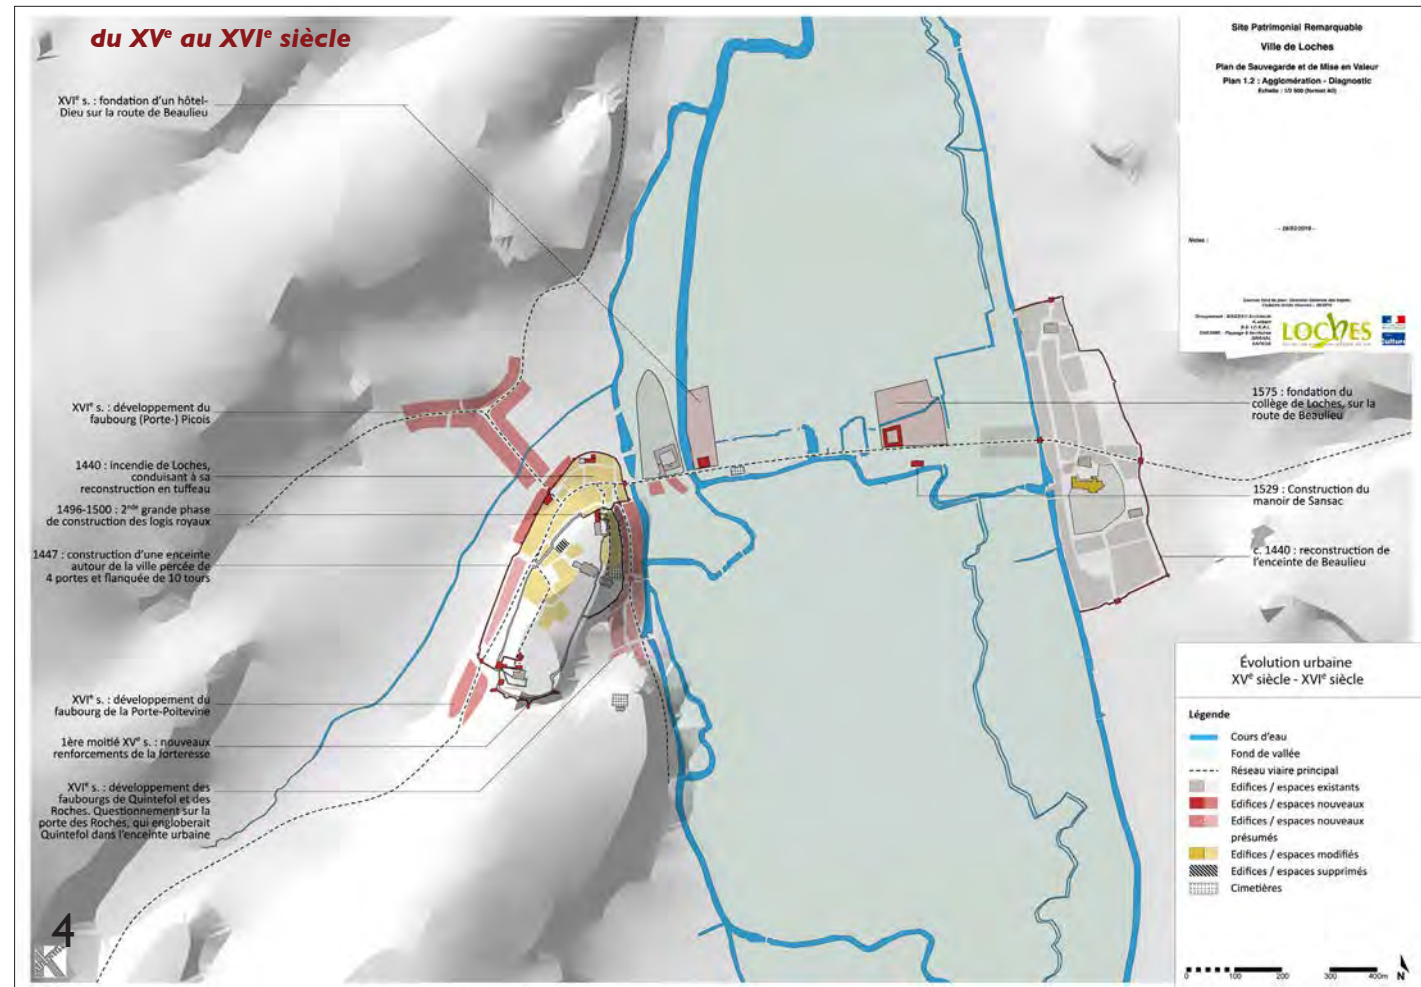 du XVe au XVIe siècle
XVIe s. : fondation d'un hôtel-
Dieu sur la route de Beaulieu
XVIe s. : développement du
faubourg (Porte-) Picois
1440 : incendie de Loches,
conduisant à sa
reconstruction en tuffeau
1496-1500 : 2nde grande phase
de construction des logis royaux
1447 : construction d'une enceinte
autour de la ville percée de
4 portes et flanquée de 10 tours
XVIe s. : développement du
faubourg de la Porte-Poitevine
1ère moitié XVe s. : nouveaux
renforcements de la forteresse
XVIe s. : développement des
faubourgs de Quintefol et des
Roches. Questionnement sur la
porte des Roches, qui engloberait
Quintefol dans l'enceinte urbaine
4
Site Patrimonial Remarquable
Ville de Loches
Plan de Sauvegarde et de Mise en Valeur
Plan 1.2 : Agglomération - Diagnostic
Echelle : 1/3 500 (format A0)
Notes :
LOCHES
Culture
1575 : fondation du
collège de Loches, sur la
route de Beaulieu
1529 : Construction du
manoir de Sansac
c. 1440 : reconstruction de
l'enceinte de Beaulieu
Évolution urbaine
XVe siècle - XVIe siècle
Légende
Cours d'eau
Fond de vallée
Réseau viaire principal
Edifices / espaces existants
Edifices / espaces nouveaux
Edifices / espaces nouveaux
présumés
Edifices / espaces modifiés
Edifices / espaces supprimés
Cimetières
0 100 200 300 400m N